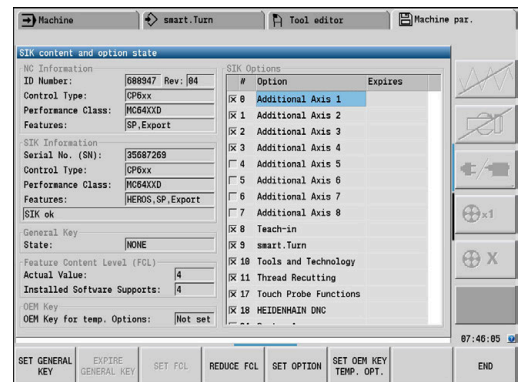 Machine
smart.Turn
Tool editor
Machine par.
SIK content and option state
NC Information
ID Number: 688947 Rev: 04
Control Type: CP6xx
Performance Class: MC64XXD
Features: SP,Export
SIK Information
Serial No. (SN): 35687269
Control Type: CP6xx
Performance Class: MC64XXD
Features: HEROS,SP,Export
SIK ok
General Key
State: NONE
Feature Content Level (FCL)
Actual Value: 4
Installed Software Supports: 4
OEM Key
OEM Key for temp. Options: Not set
SIK Options
# Option Expires
0 Additional Axis 1
1 Additional Axis 2
2 Additional Axis 3
3 Additional Axis 4
4 Additional Axis 5
5 Additional Axis 6
6 Additional Axis 7
7 Additional Axis 8
8 Teach-in
9 smart.Turn
10 Tools and Technology
11 Thread Recutting
17 Touch Probe Functions
18 HEIDENHAIN DNC
×1
X
07:46:05
SET GENERAL KEY
EXPIRE GENERAL KEY
SET FCL
REDUCE FCL
SET OPTION
SET OEM KEY TEMP. OPT.
END